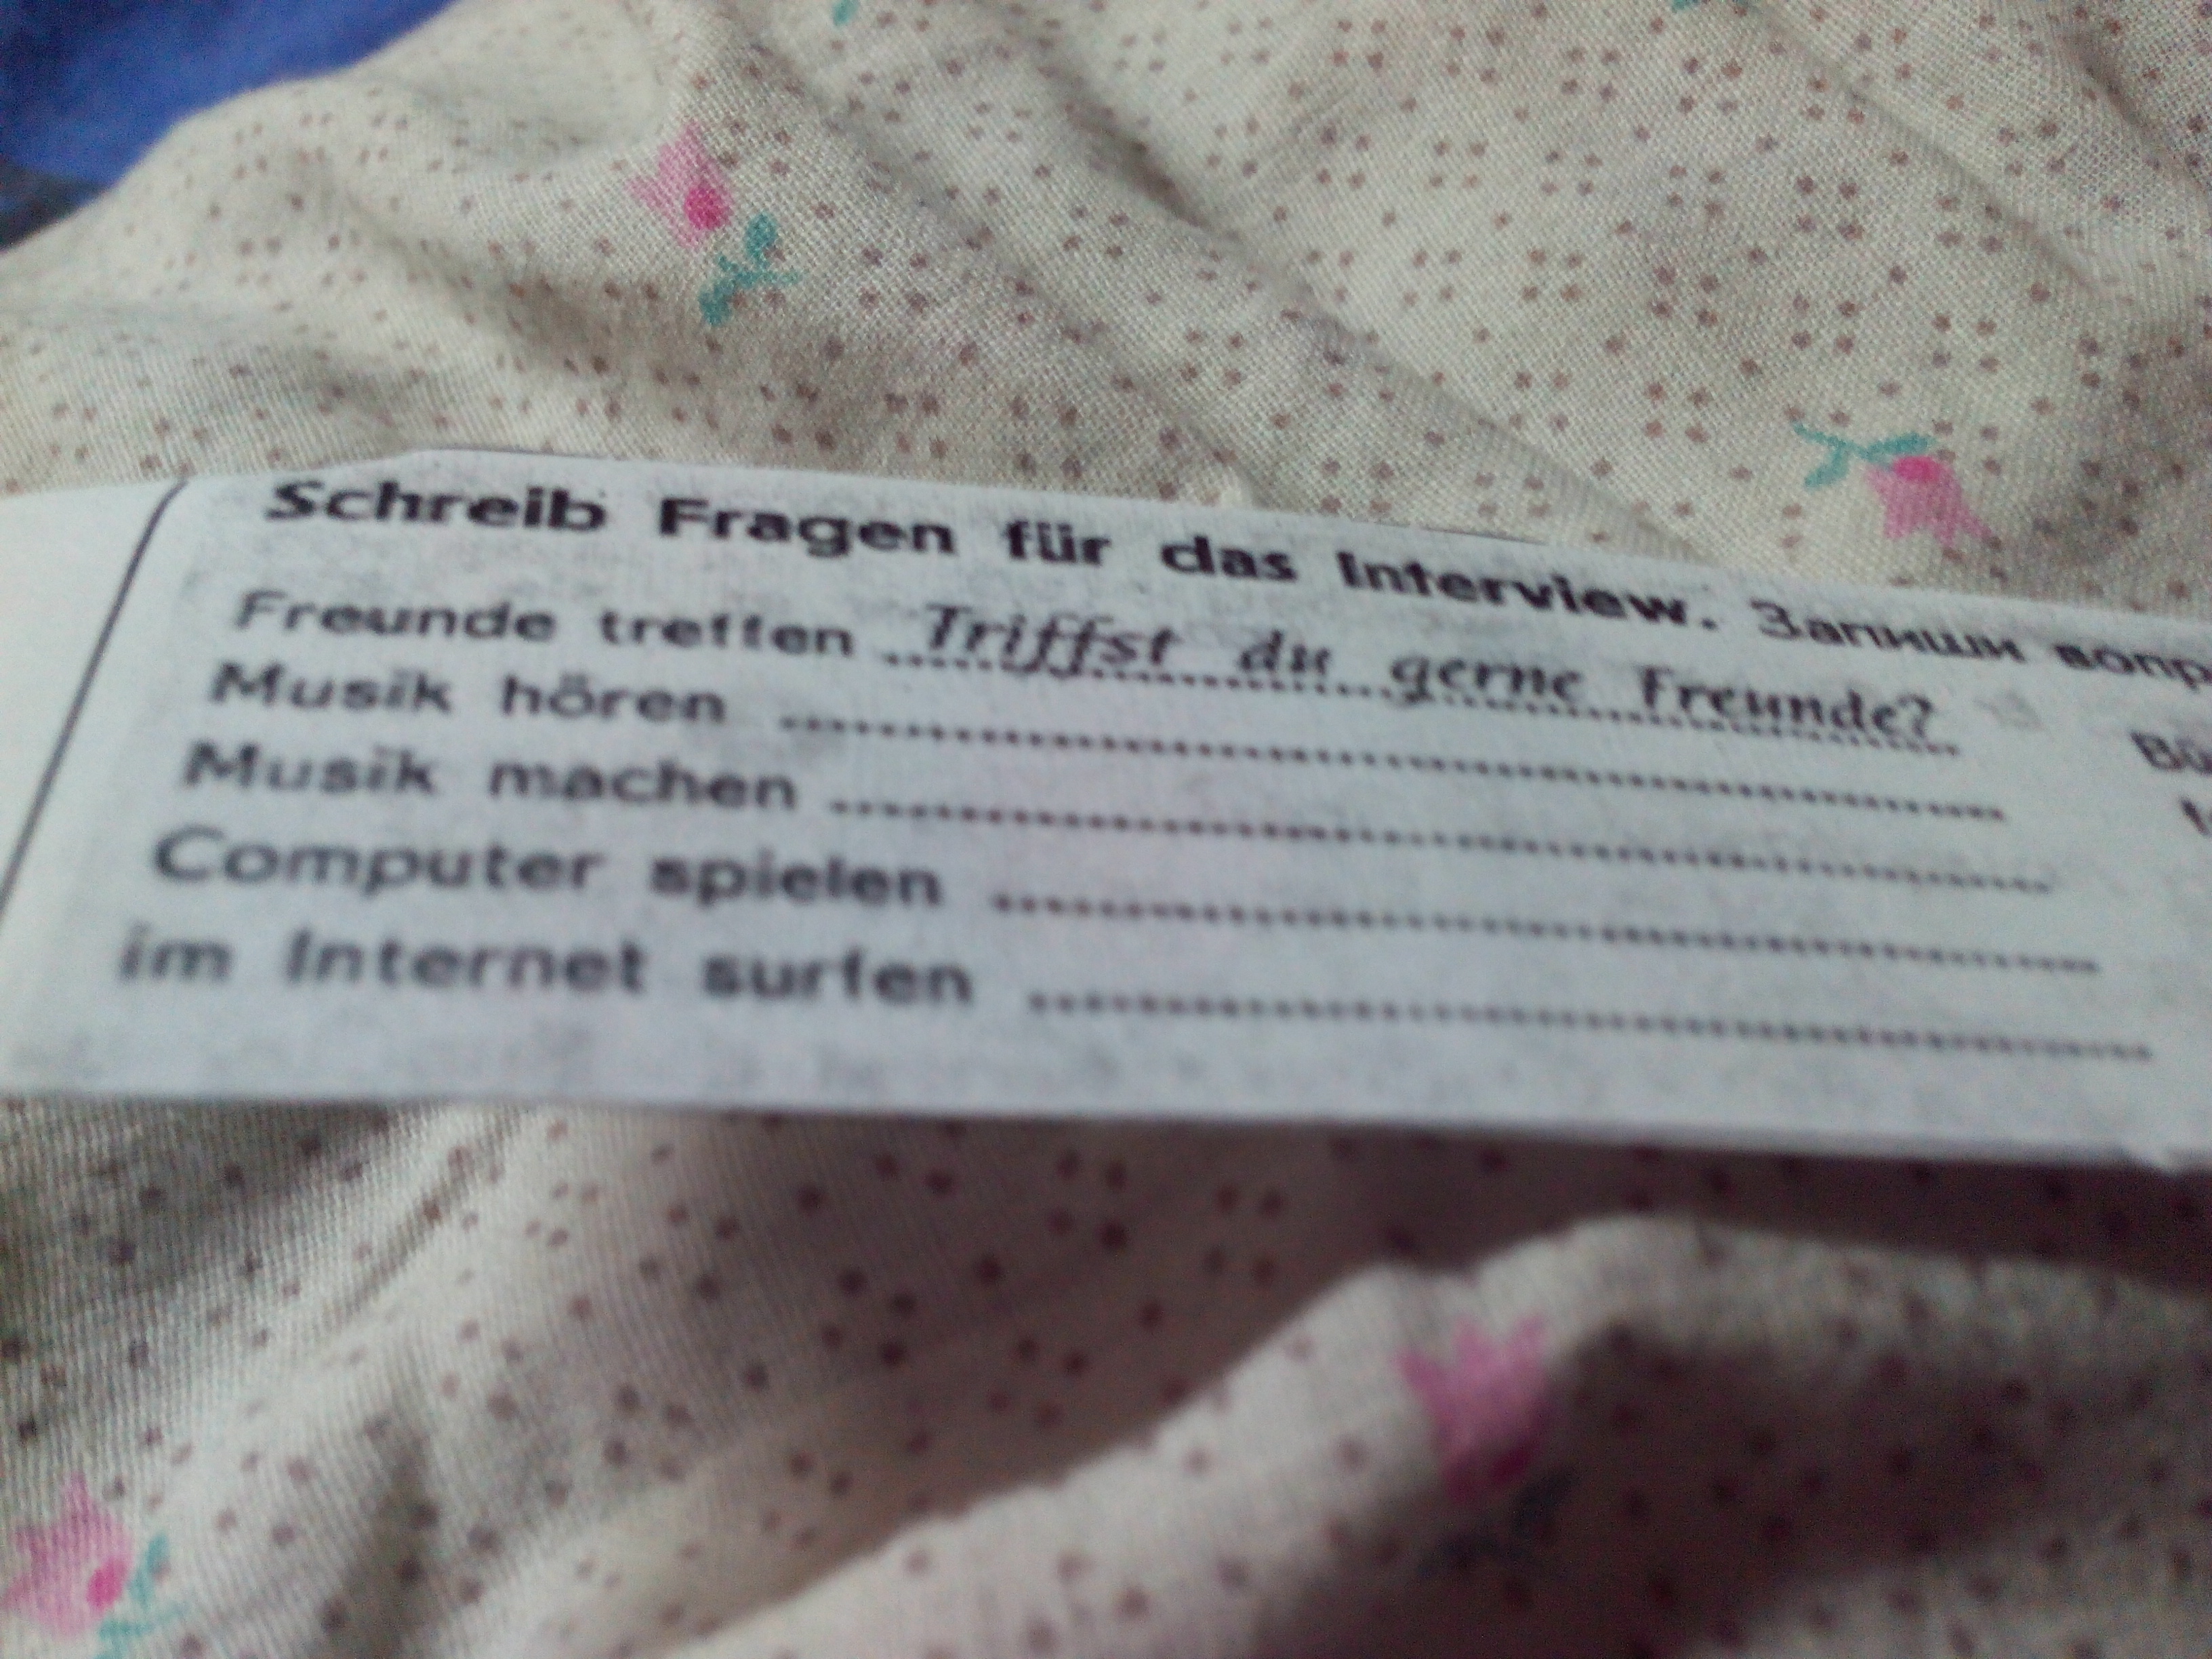 Schreib Fragen für das Interview. Запиши
Freunde treffen Triffst du gerne Freunde?
Musik hören
Musik machen
Computer spielen
im Internet surfen